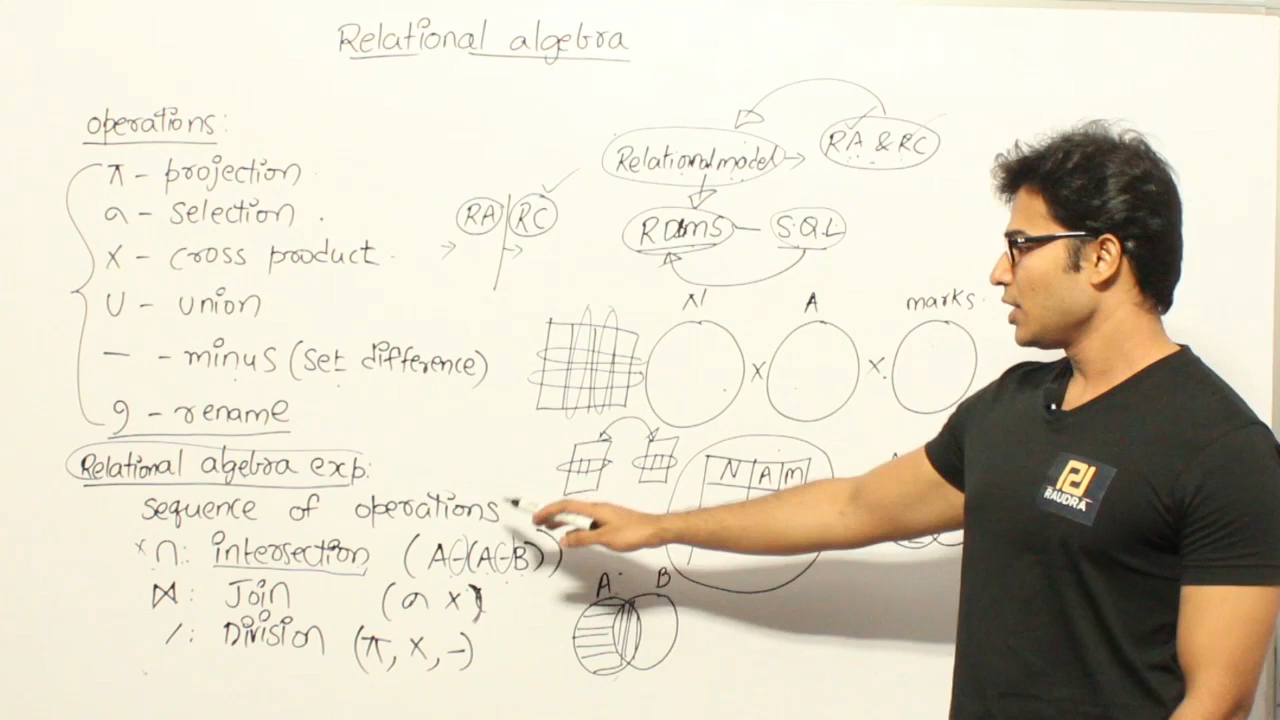 Relational algebra
operations:
π - projection
σ - selection
X - cross product
U - union
— - minus (set difference)
ρ - rename
Relational algebra exp:
sequence of operations
× ∩: intersection (A-(A-B))
⋈: Join (σ ×)
/: Division (π, X, -)
RA | RC
RA & RC
Relational model
RDBMS - SQL
A
marks
X X
N A M
A B
RAUDRA